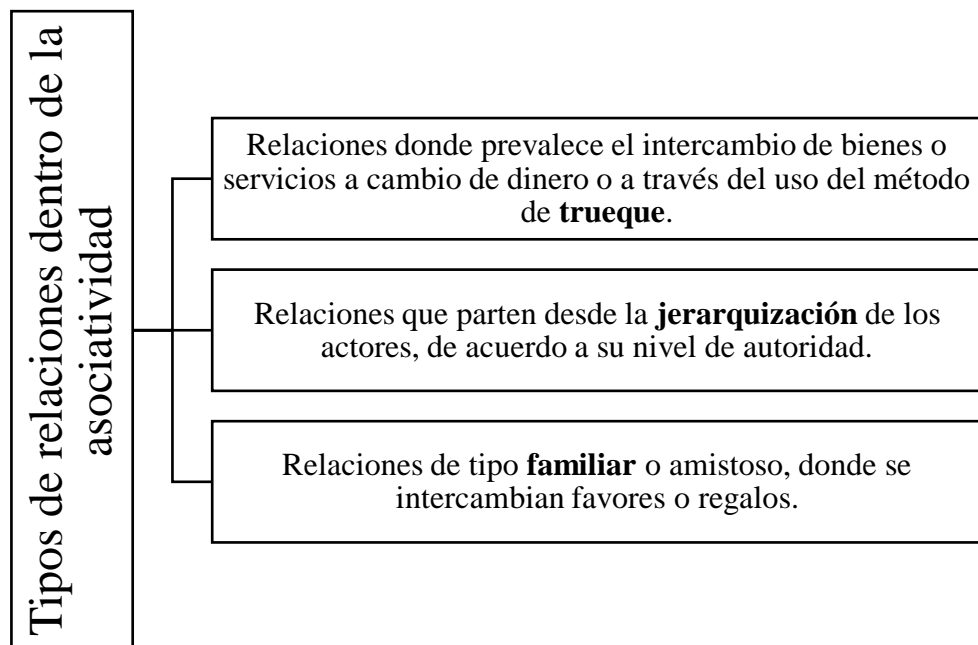 Tipos de relaciones dentro de la
asociatividad
Relaciones donde prevalece el intercambio de bienes o
servicios a cambio de dinero o a través del uso del método
de trueque.
Relaciones que parten desde la jerarquización de los
actores, de acuerdo a su nivel de autoridad.
Relaciones de tipo familiar o amistoso, donde se
intercambian favores o regalos.